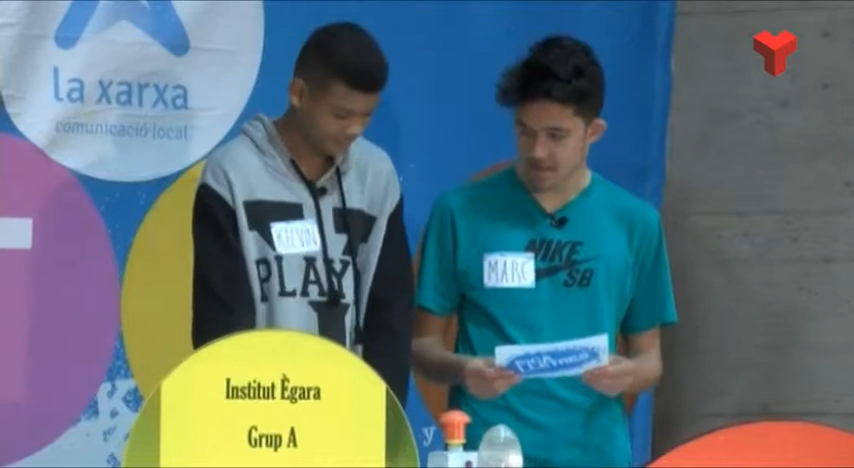 la xarxa
comunicació local
KELVIN
PLAY
MARC
NIKE
SB
Institut Ègara
Grup A
y